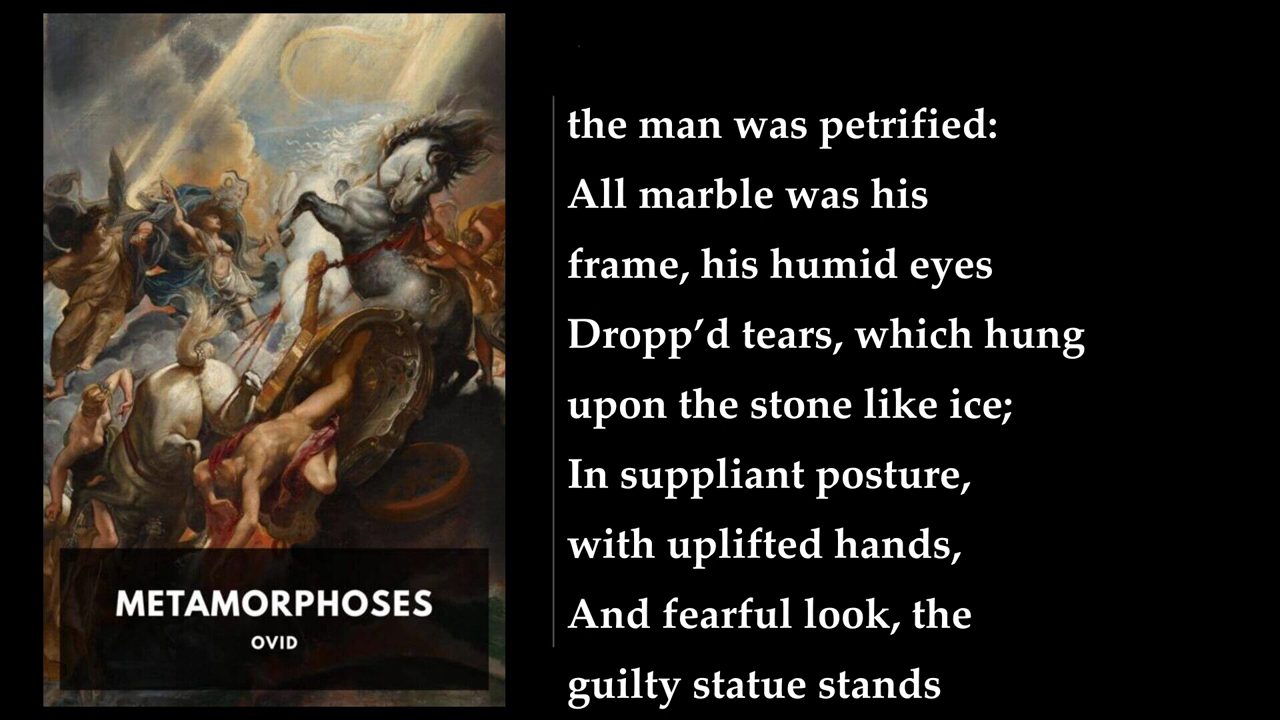 METAMORPHOSES
OVID
the man was petrified:
All marble was his
frame, his humid eyes
Dropp’d tears, which hung
upon the stone like ice;
In suppliant posture,
with uplifted hands,
And fearful look, the
guilty statue stands